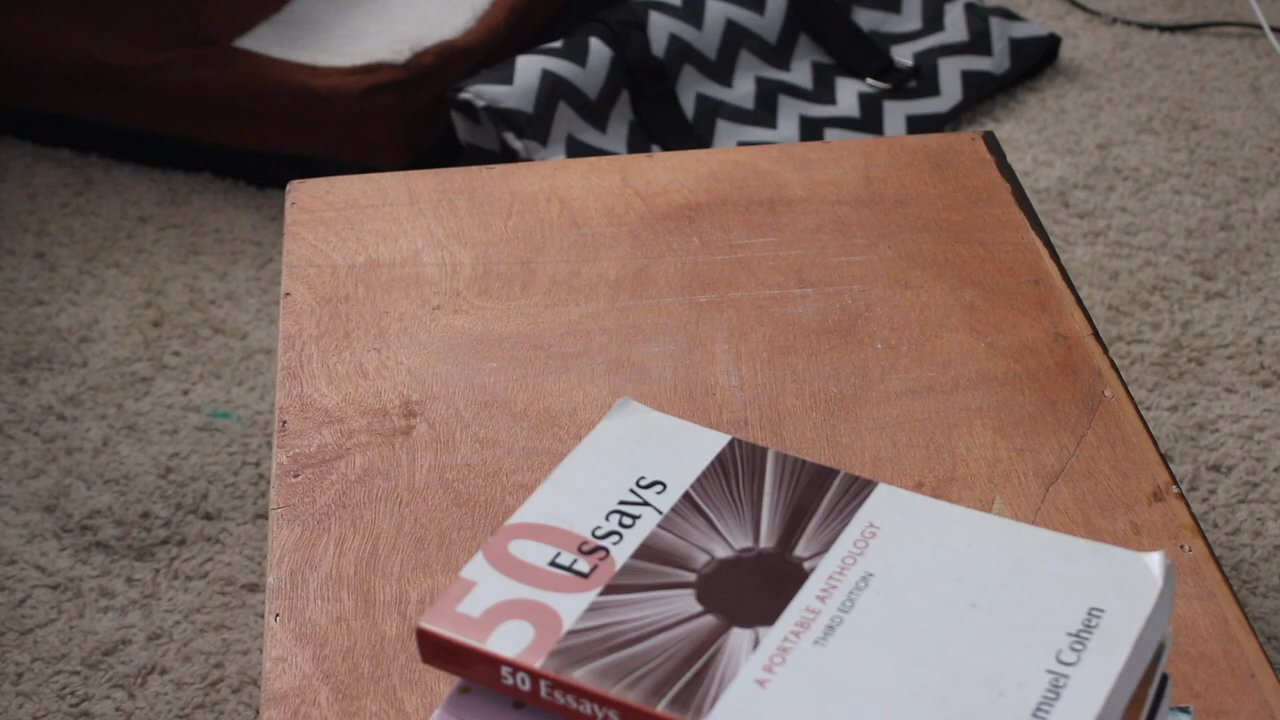 50
Essays
A PORTABLE ANTHOLOGY
THIRD EDITION
muel Cohen
50 Essays